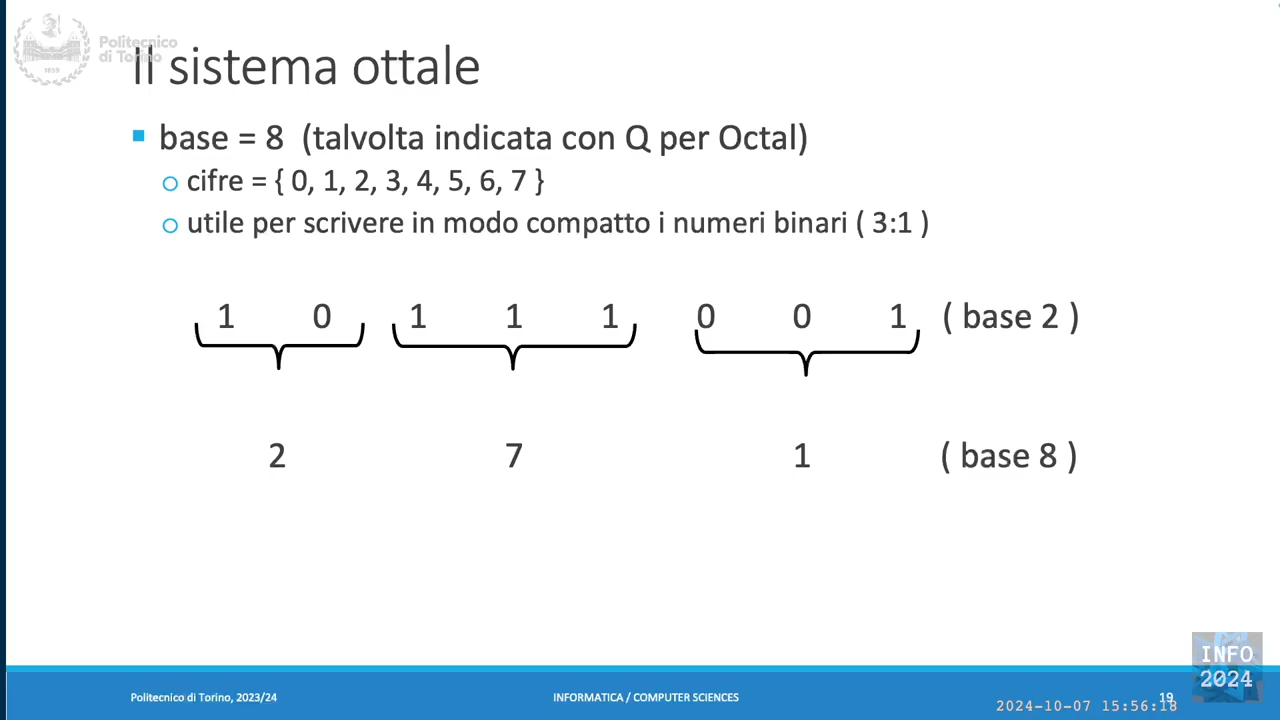 Politecnico
di Torino
1859
Il sistema ottale
base = 8 (talvolta indicata con Q per Octal)
cifre = { 0, 1, 2, 3, 4, 5, 6, 7 }
utile per scrivere in modo compatto i numeri binari ( 3:1 )
1 0 1 1 1 0 0 1 ( base 2 )
2 7 1 ( base 8 )
INFO
2024
Politecnico di Torino, 2023/24
INFORMATICA / COMPUTER SCIENCES
19
2024-10-07 15:56:18